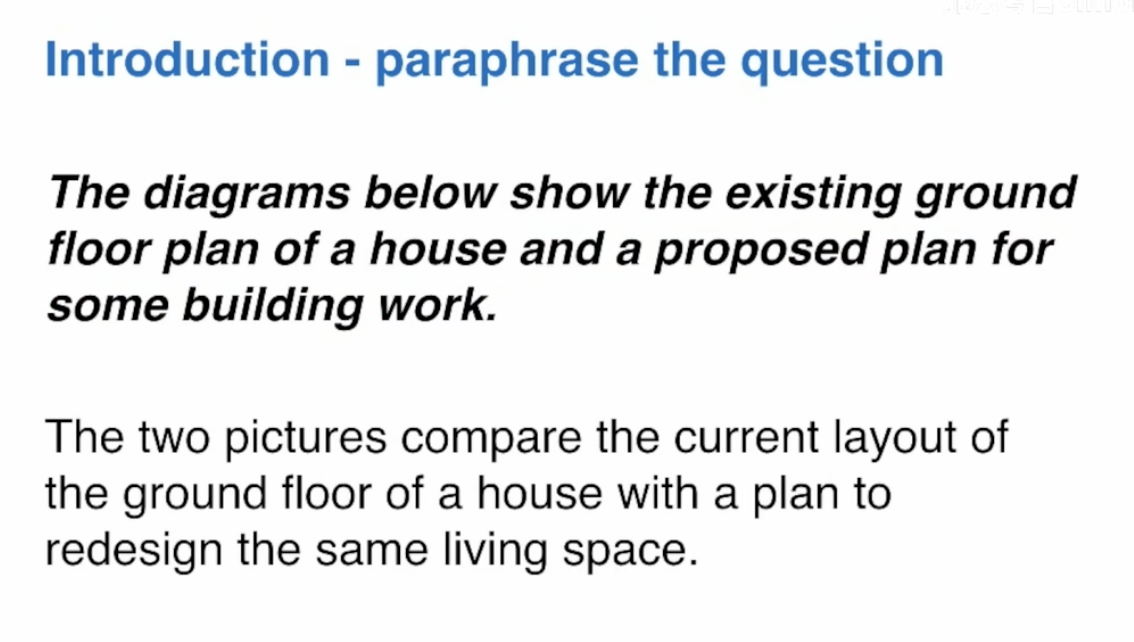 Introduction - paraphrase the question
The diagrams below show the existing ground
floor plan of a house and a proposed plan for
some building work.
The two pictures compare the current layout of
the ground floor of a house with a plan to
redesign the same living space.